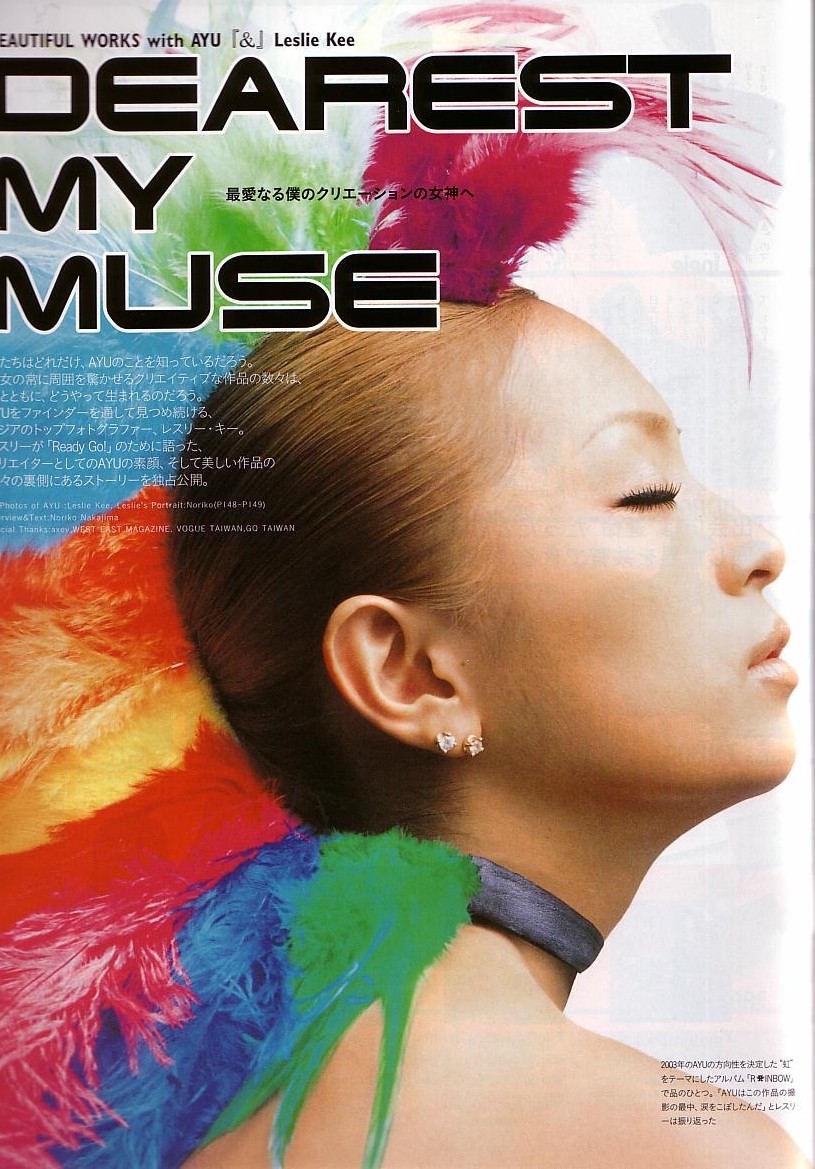 EAUTIFUL WORKS with AYU『&』Leslie Kee
DEAREST
MY
最愛なる僕のクリエーションの女神へ
MUSE
たちはどれだけ、AYUのことを知っているだろう。
女の常に周囲を驚かせるクリエイティブな作品の数々は、
とともに、どうやって生まれるのだろう。
Uをファインダーを通して見つめ続ける、
ジアのトップフォトグラファー、レスリー・キー。
スリーが「Ready Go!」のために語った、
リエイターとしてのAYUの素顔、そして美しい作品の
々の裏側にあるストーリーを独占公開。
Photos of AYU :Leslie Kee, Leslie's Portrait:Noriko(P148-P149)
rview&Text:Noriko Nakajima
cial Thanks:axev,WEST EAST MAGAZINE, VOGUE TAIWAN,GQ TAIWAN
2003年のAYUの方向性を決定した"虹"
をテーマにしたアルバム「R INBOW」
で品のひとつ。「AYUはこの作品の撮
影の最中、涙をこぼしたんだ」とレスリ
ーは振り返った